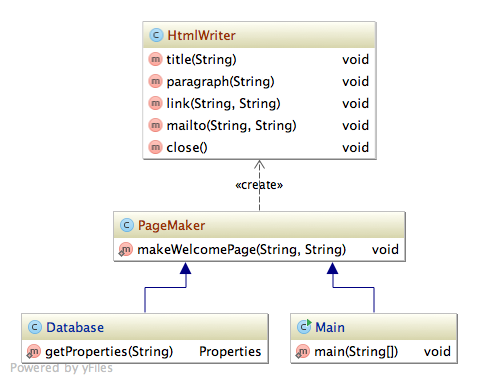 C HtmlWriter
m title(String) void
m paragraph(String) void
m link(String, String) void
m mailto(String, String) void
m close() void
«create»
C PageMaker
m makeWelcomePage(String, String) void
C Database
m getProperties(String) Properties
C Main
m main(String[]) void
Powered by yFiles